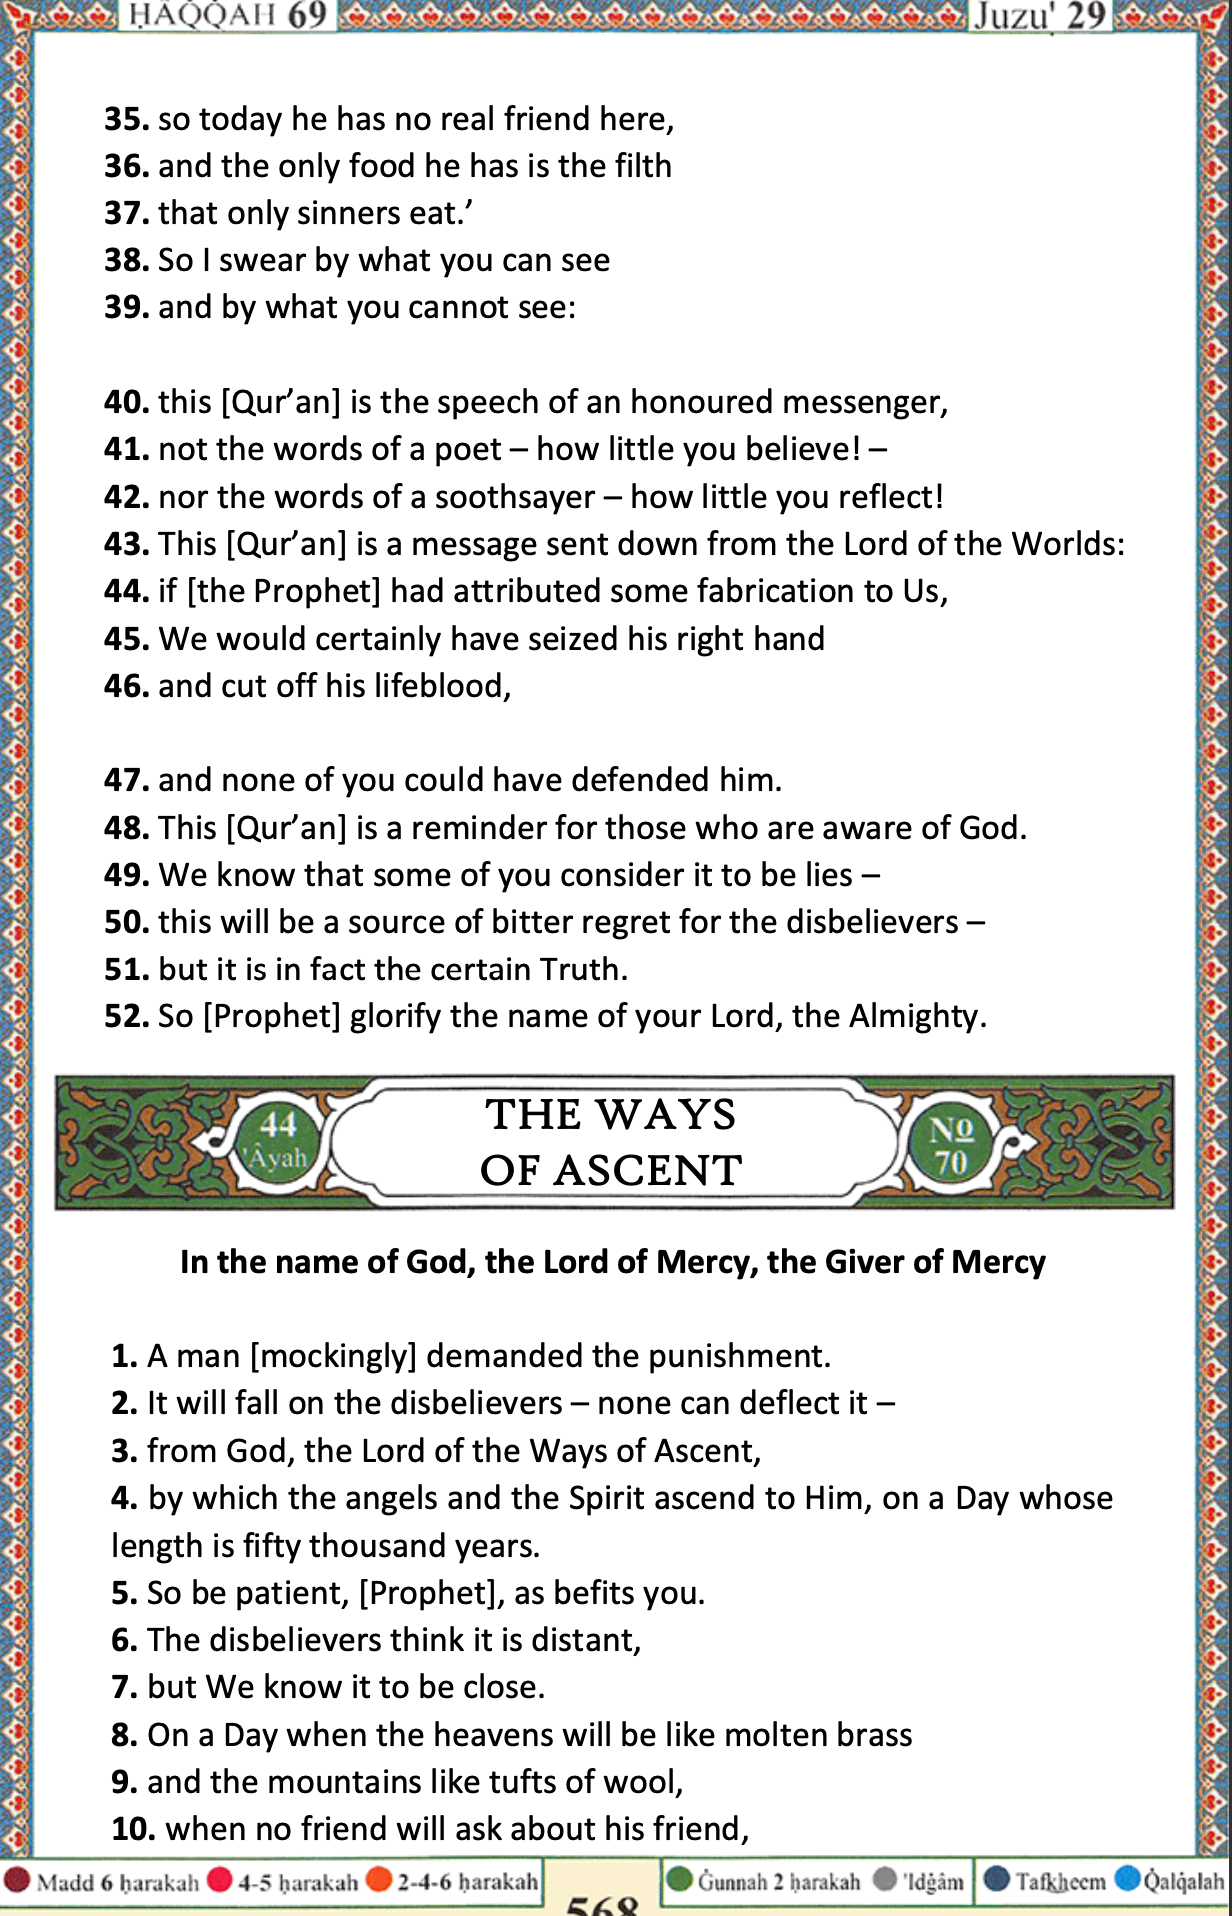 ḤÂQQAH 69
Juzu' 29
35. so today he has no real friend here,
36. and the only food he has is the filth
37. that only sinners eat.’
38. So I swear by what you can see
39. and by what you cannot see:
40. this [Qur’an] is the speech of an honoured messenger,
41. not the words of a poet – how little you believe! –
42. nor the words of a soothsayer – how little you reflect!
43. This [Qur’an] is a message sent down from the Lord of the Worlds:
44. if [the Prophet] had attributed some fabrication to Us,
45. We would certainly have seized his right hand
46. and cut off his lifeblood,
47. and none of you could have defended him.
48. This [Qur’an] is a reminder for those who are aware of God.
49. We know that some of you consider it to be lies –
50. this will be a source of bitter regret for the disbelievers –
51. but it is in fact the certain Truth.
52. So [Prophet] glorify the name of your Lord, the Almighty.
44
'Âyah
THE WAYS
OF ASCENT
Nº
70
In the name of God, the Lord of Mercy, the Giver of Mercy
1. A man [mockingly] demanded the punishment.
2. It will fall on the disbelievers – none can deflect it –
3. from God, the Lord of the Ways of Ascent,
4. by which the angels and the Spirit ascend to Him, on a Day whose
length is fifty thousand years.
5. So be patient, [Prophet], as befits you.
6. The disbelievers think it is distant,
7. but We know it to be close.
8. On a Day when the heavens will be like molten brass
9. and the mountains like tufts of wool,
10. when no friend will ask about his friend,
Madd 6 ḥarakah 4-5 ḥarakah 2-4-6 ḥarakah
568
Ġunnah 2 ḥarakah 'Idġâm
Tafkheem Q̇alq̇alah